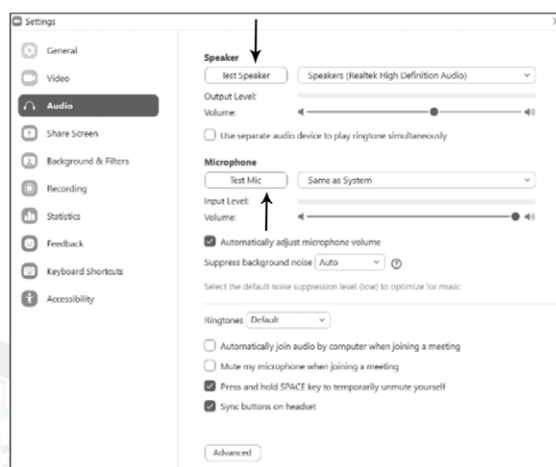 Settings
General
Video
Audio
Share Screen
Background & Filters
Recording
Statistics
Feedback
Keyboard Shortcuts
Accessibility
Speaker
Test Speaker Speakers (Realtek High Definition Audio)
Output Level:
Volume:
Use separate audio device to play ringtone simultaneously
Microphone
Test Mic Same as System
Input Level:
Volume:
Automatically adjust microphone volume
Suppress background noise Auto ?
Select the default noise suppression level (low) to optimize for music
Ringtones Default
Automatically join audio by computer when joining a meeting
Mute my microphone when joining a meeting
Press and hold SPACE key to temporarily unmute yourself
Sync buttons on headset
Advanced